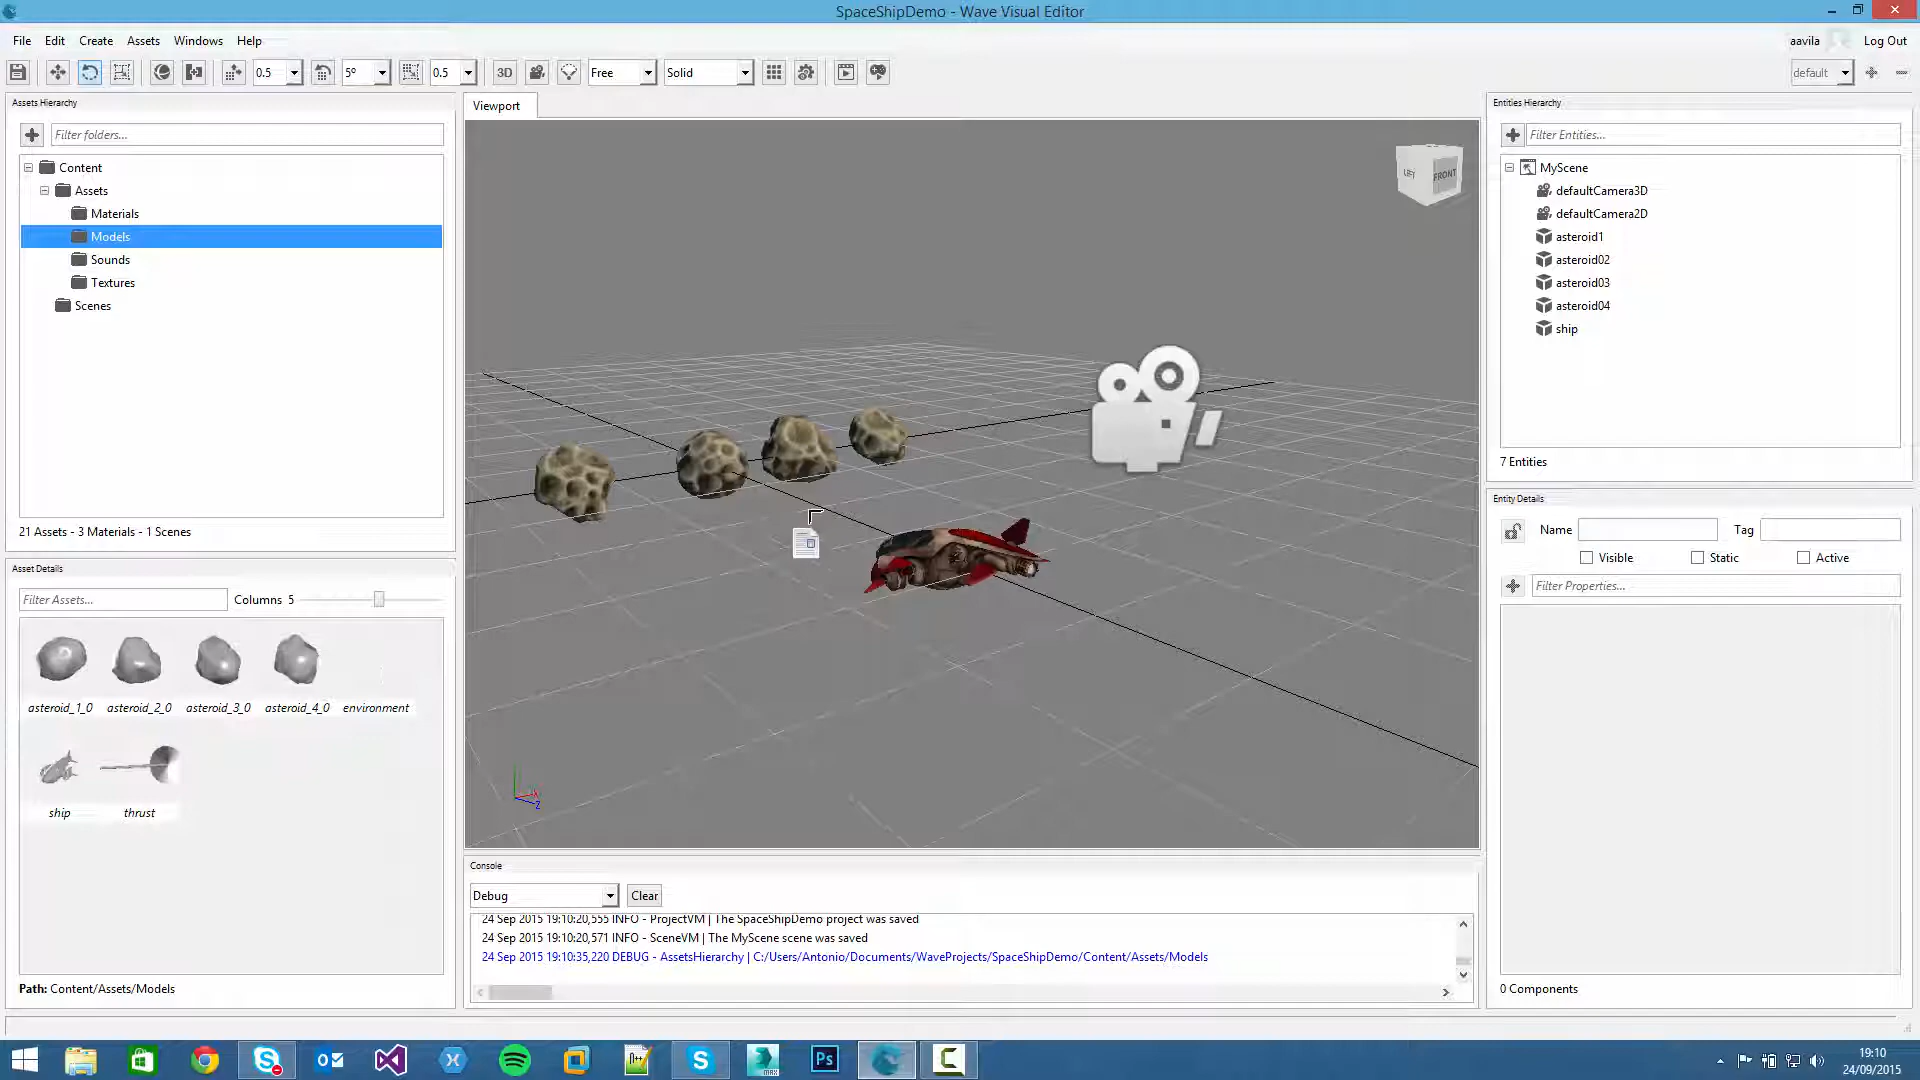 SpaceShipDemo - Wave Visual Editor
File Edit Create Assets Windows Help
aavila Log Out
0.5 5º 0.5 3D Free Solid
default
Assets Hierarchy
Filter folders...
Content
Assets
Materials
Models
Sounds
Textures
Scenes
21 Assets - 3 Materials - 1 Scenes
Asset Details
Filter Assets...
Columns 5
asteroid_1_0 asteroid_2_0 asteroid_3_0 asteroid_4_0 environment
ship thrust
Path: Content/Assets/Models
Viewport
LEFT FRONT
X
Z
Console
Debug
Clear
24 Sep 2015 19:10:20,555 INFO - ProjectVM | The SpaceShipDemo project was saved
24 Sep 2015 19:10:20,571 INFO - SceneVM | The MyScene scene was saved
24 Sep 2015 19:10:35,220 DEBUG - AssetsHierarchy | C:/Users/Antonio/Documents/WaveProjects/SpaceShipDemo/Content/Assets/Models
Entities Hierarchy
Filter Entities...
MyScene
defaultCamera3D
defaultCamera2D
asteroid1
asteroid02
asteroid03
asteroid04
ship
7 Entities
Entity Details
Name Tag
Visible Static Active
Filter Properties...
0 Components
19:10
24/09/2015